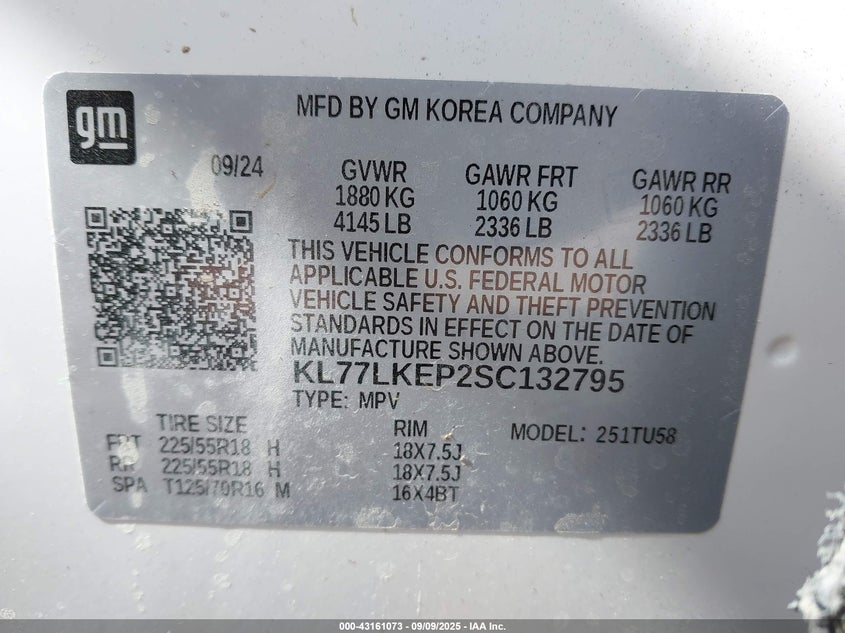 gm
MFD BY GM KOREA COMPANY
09/24 GVWR GAWR FRT GAWR RR
1880 KG 1060 KG 1060 KG
4145 LB 2336 LB 2336 LB
THIS VEHICLE CONFORMS TO ALL
APPLICABLE U.S. FEDERAL MOTOR
VEHICLE SAFETY AND THEFT PREVENTION
STANDARDS IN EFFECT ON THE DATE OF
MANUFACTURE SHOWN ABOVE.
KL77LKEP2SC132795
TYPE: MPV
TIRE SIZE RIM MODEL: 251TU58
FRT 225/55R18 H 18X7.5J
RR 225/55R18 H 18X7.5J
SPA T125/70R16 M 16X4BT
000-43161073 - 09/09/2025 - IAA Inc.